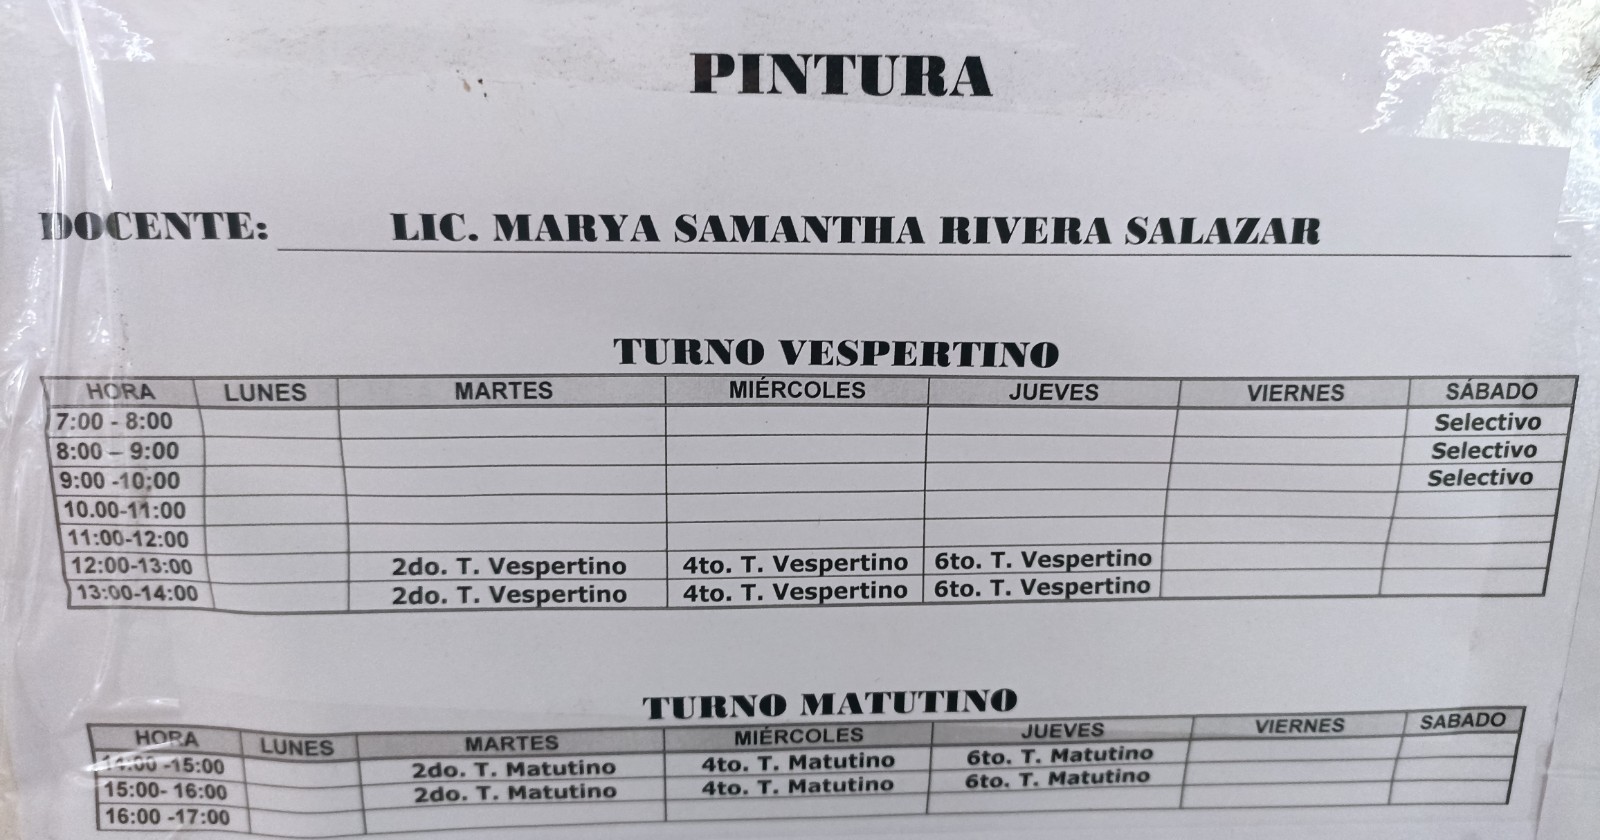 PINTURA
DOCENTE: LIC. MARYA SAMANTHA RIVERA SALAZAR
TURNO VESPERTINO
HORA LUNES MARTES MIÉRCOLES JUEVES VIERNES SÁBADO
7:00 - 8:00 Selectivo
8:00 – 9:00 Selectivo
9:00 -10:00 Selectivo
10.00-11:00
11:00-12:00
12:00-13:00 2do. T. Vespertino 4to. T. Vespertino 6to. T. Vespertino
13:00-14:00 2do. T. Vespertino 4to. T. Vespertino 6to. T. Vespertino
TURNO MATUTINO
HORA LUNES MARTES MIÉRCOLES JUEVES VIERNES SABADO
14:00 -15:00 2do. T. Matutino 4to. T. Matutino 6to. T. Matutino
15:00- 16:00 2do. T. Matutino 4to. T. Matutino 6to. T. Matutino
16:00 -17:00